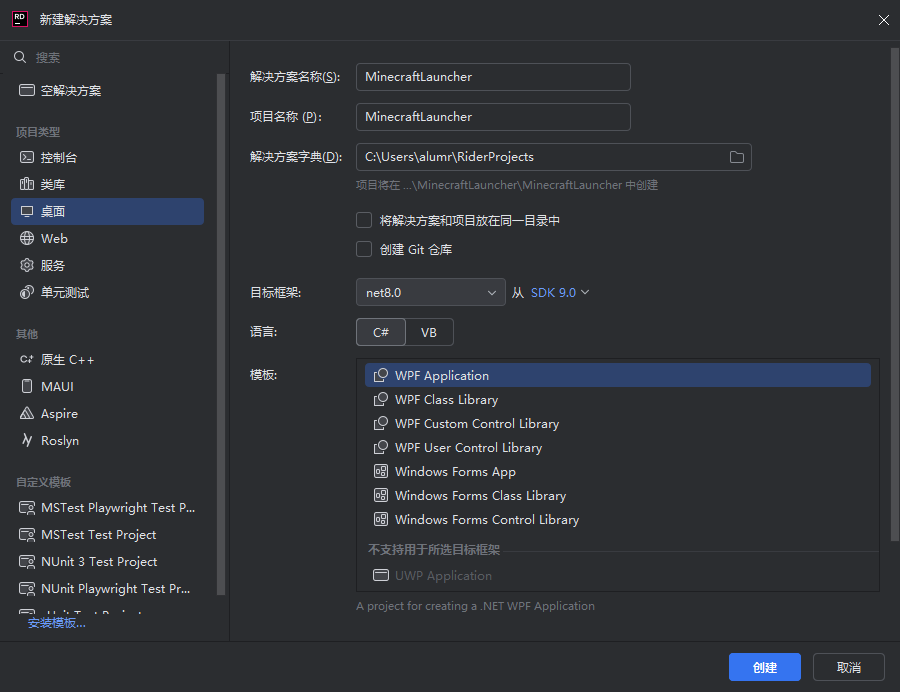 RD 新建解决方案
搜索
空解决方案
项目类型
控制台
类库
桌面
Web
服务
单元测试
其他
C+ 原生 C++
MAUI
Aspire
Roslyn
自定义模板
MSTest Playwright Test P...
MSTest Test Project
NUnit 3 Test Project
NUnit Playwright Test Pr...
安装模板...
解决方案名称(S): MinecraftLauncher
项目名称 (P): MinecraftLauncher
解决方案字典(D): C:\Users\alumr\RiderProjects
项目将在 ...\MinecraftLauncher\MinecraftLauncher 中创建
将解决方案和项目放在同一目录中
创建 Git 仓库
目标框架: net8.0 从 SDK 9.0
语言: C# VB
模板: WPF Application
WPF Class Library
WPF Custom Control Library
WPF User Control Library
Windows Forms App
Windows Forms Class Library
Windows Forms Control Library
不支持用于所选目标框架
UWP Application
A project for creating a .NET WPF Application
创建 取消